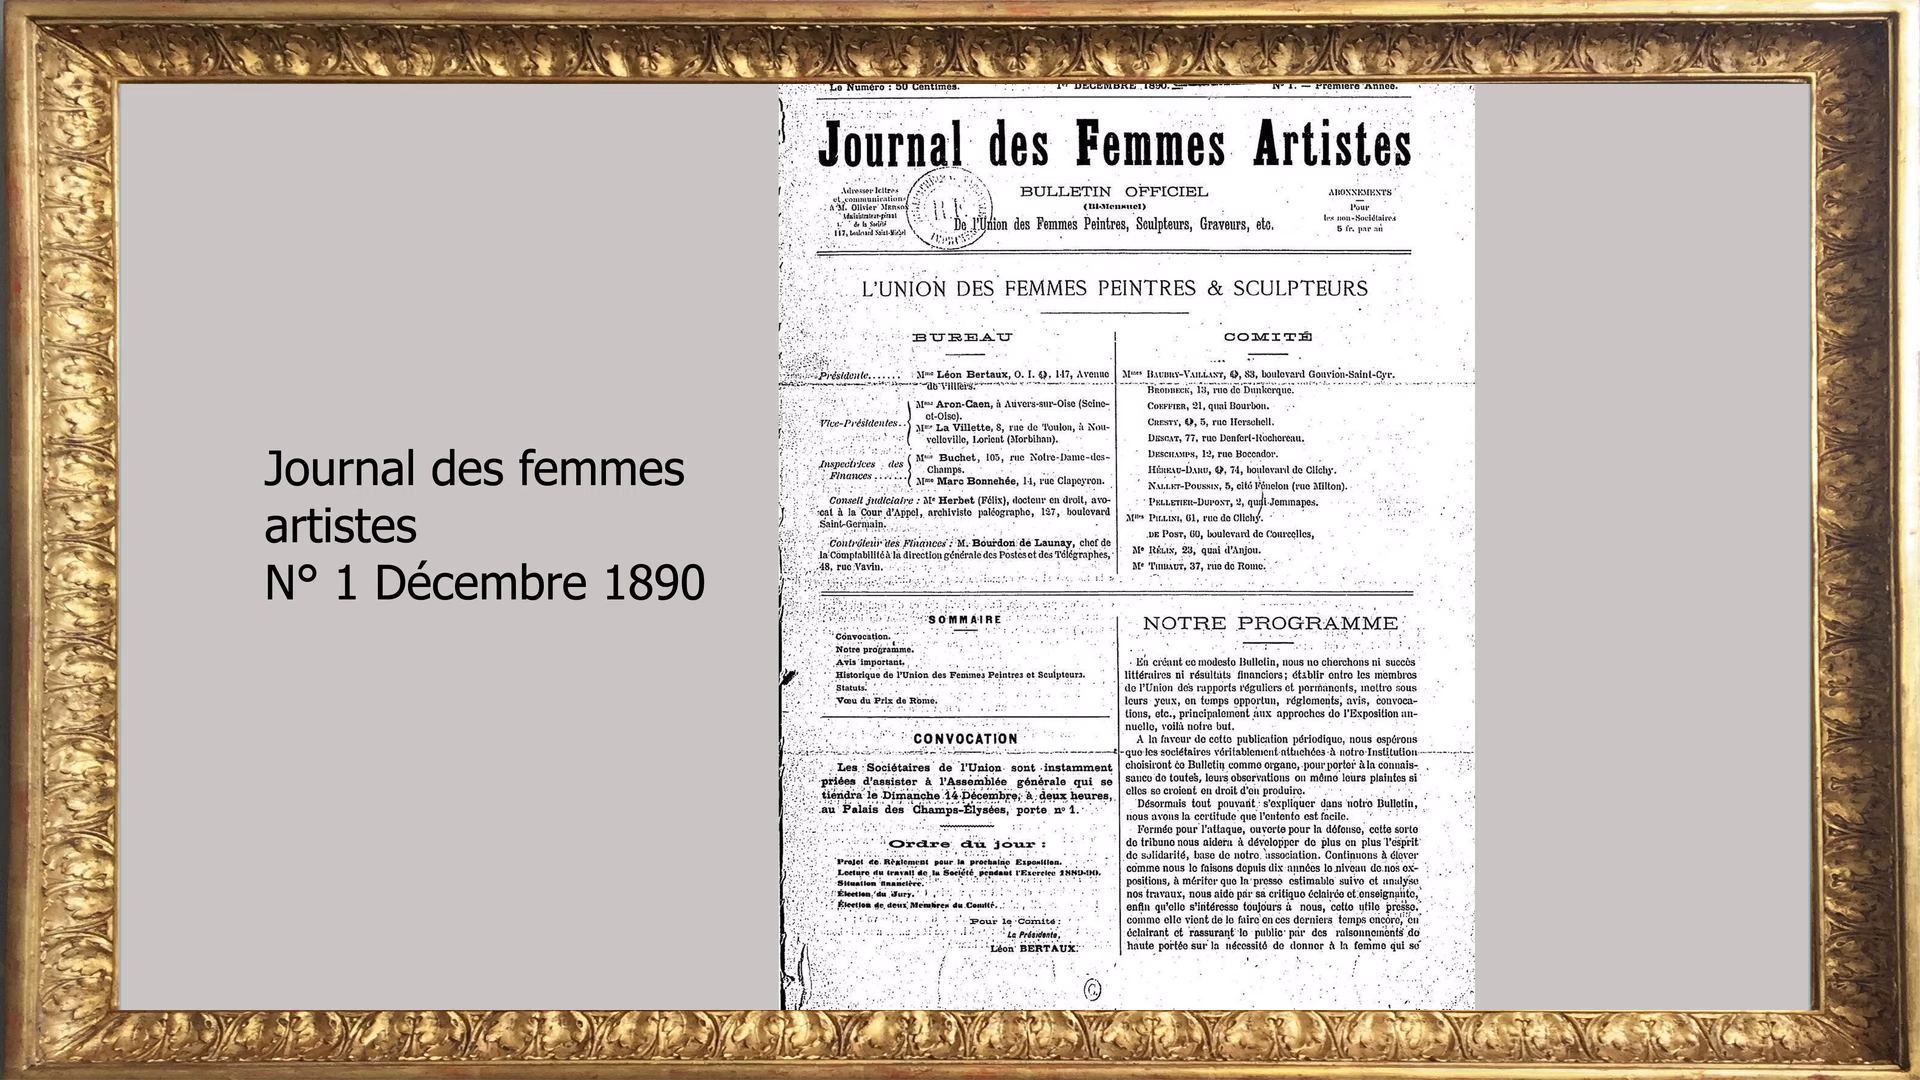 Journal des femmes
artistes
N° 1 Décembre 1890
Le Numéro : 50 Centimes.
1er DÉCEMBRE 1890.
N° 1. — Première Année.
Journal des Femmes Artistes
Adresser lettres
et communications
à M. Olivier Merson
Administrateur-gérant
de la Société
117, boulevard Saint-Michel
BULLETIN OFFICIEL
(Bi-Mensuel)
De l'Union des Femmes Peintres, Sculpteurs, Graveurs, etc.
ABONNEMENTS
Pour
les non-Sociétaires
5 fr. par an
L'UNION DES FEMMES PEINTRES & SCULPTEURS
BUREAU
Présidente...... Mme Léon Bertaux, O. I. , 147, Avenue
de Villiers.
Vice-Présidentes..
Mme Aron-Caen, à Auvers-sur-Oise (Seine-
et-Oise).
Mme La Villette, 8, rue de Toulon, à Nou-
velleville, Lorient (Morbihan).
Inspectrices des
Finances.......
Mme Buchet, 105, rue Notre-Dame-des-
Champs.
Mme Marc Bonnehée, 14, rue Clapeyron.
Conseil judiciaire : Me Herbet (Félix), docteur en droit, avo-
cat à la Cour d'Appel, archiviste paléographe, 127, boulevard
Saint-Germain.
Contrôleur des Finances : M. Bourdon de Launay, chef de
la Comptabilité à la direction générale des Postes et des Télégraphes,
48, rue Vavin.
COMITÉ
Mmes BAUBRY-VAILLANT, , 83, boulevard Gouvion-Saint-Cyr.
BRODBECK, 13, rue de Dunkerque.
COEFFIER, 21, quai Bourbon.
CRESTY, , 5, rue Herschell.
DESCAT, 77, rue Denfert-Rochereau.
DESCHAMPS, 12, rue Boccador.
HÉREAU-DARU, , 74, boulevard de Clichy.
NALLET-POUSSIN, 5, cité Fénelon (rue Milton).
PELLETIER-DUPONT, 2, quai Jemmapes.
Mlles PILLINI, 61, rue de Clichy.
DE POST, 60, boulevard de Courcelles,
Me RÉLIN, 23, quai d'Anjou.
Me THIBAUT, 37, rue de Rome.
SOMMAIRE
Convocation.
Notre programme.
Avis important.
Historique de l'Union des Femmes Peintres et Sculpteurs.
Statuts.
Vœu du Prix de Rome.
CONVOCATION
Les Sociétaires de l'Union sont instamment
priées d'assister à l'Assemblée générale qui se
tiendra le Dimanche 14 Décembre, à deux heures,
au Palais des Champs-Élysées, porte n° 1.
Ordre du jour :
Projet de Règlement pour la prochaine Exposition.
Lecture du travail de la Société pendant l'Exercice 1889-90.
Situation financière.
Élection du Jury.
Élection de deux Membres du Comité.
Pour le Comité :
La Présidente,
Léon BERTAUX.
NOTRE PROGRAMME
En créant ce modeste Bulletin, nous ne cherchons ni succès
littéraires ni résultats financiers; établir entre les membres
de l'Union des rapports réguliers et permanents, mettre sous
leurs yeux, en temps opportun, réglements, avis, convoca-
tions, etc., principalement aux approches de l'Exposition an-
nuelle, voilà notre but.
A la faveur de cette publication périodique, nous espérons
que les sociétaires véritablement attachées à notre Institution
choisiront ce Bulletin comme organe, pour porter à la connais-
sance de toutes, leurs observations ou même leurs plaintes si
elles se croient en droit d'en produire.
Désormais tout pouvant s'expliquer dans notre Bulletin,
nous avons la certitude que l'entente est facile.
Fermée pour l'attaque, ouverte pour la défense, cette sorte
de tribune nous aidera à développer de plus en plus l'esprit
de solidarité, base de notre association. Continuons à élever
comme nous le faisons depuis dix années le niveau de nos ex-
positions, à mériter que la presse estimable suive et analyse
nos travaux, nous aide par sa critique éclairée et enseignante,
enfin qu'elle s'intéresse toujours à nous, cette utile presse,
comme elle vient de le faire en ces derniers temps encore, en
éclairant et rassurant le public par des raisonnements de
haute portée sur la nécessité de donner à la femme qui se